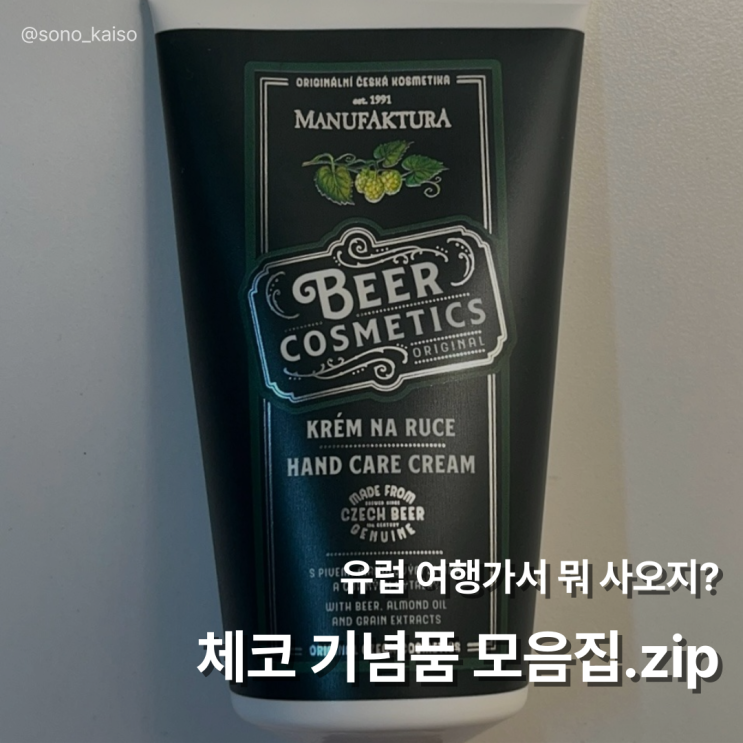 @sono_kaiso
ORIGINÁLNÍ ČESKÁ KOSMETIKA
est. 1991
MANUFAKTURA
BEER
COSMETICS
ORIGINAL
KRÉM NA RUCE
HAND CARE CREAM
MADE FROM
CZECH BEER
GENUINE
S PIVEM
유럽 여행가서 뭐 사오지?
WITH BEER, ALMOND OIL
AND GRAIN EXTRACTS
체코 기념품 모음집.zip